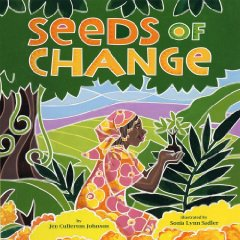 SEEDS OF
CHANGE
by
Jen Cullerton Johnson
illustrated by
Sonia Lynn Sadler